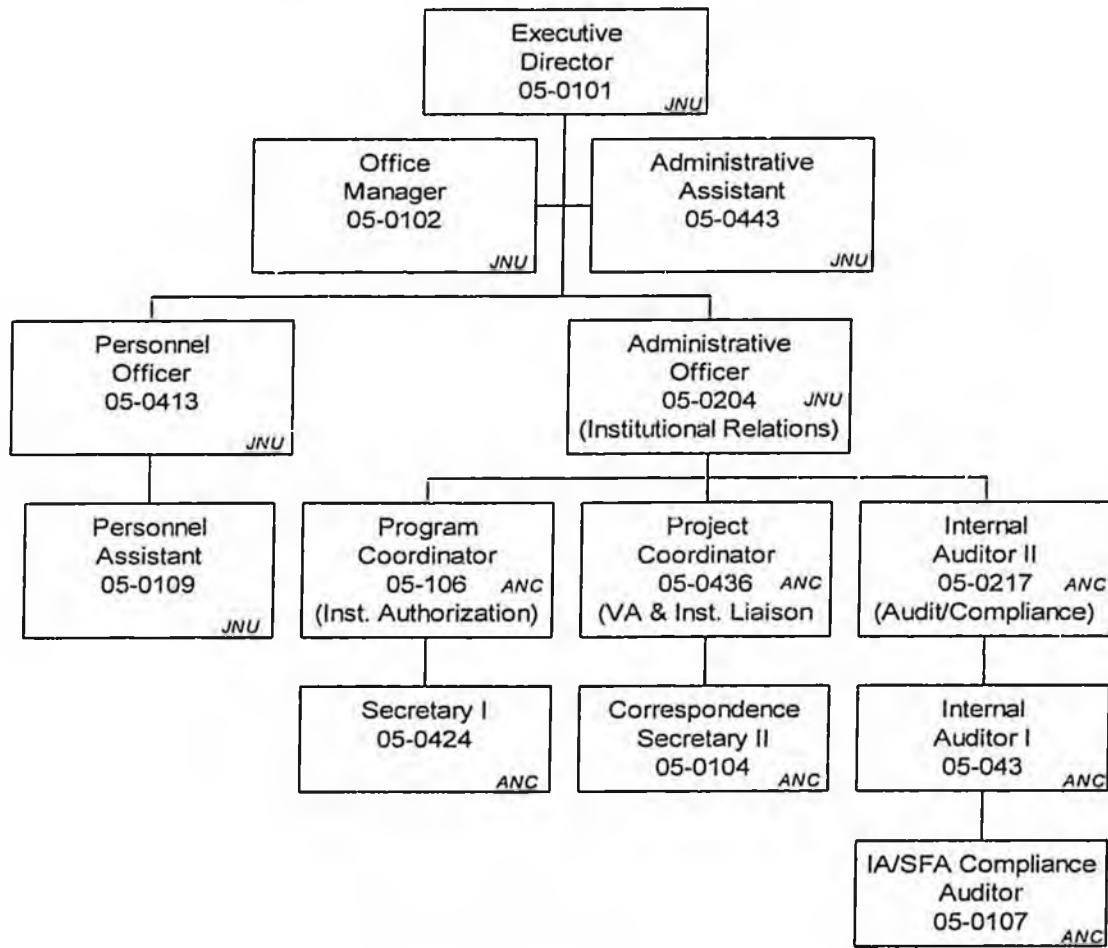 Executive
Director
05-0101
JNU
Office
Manager
05-0102
JNU
Administrative
Assistant
05-0443
JNU
Personnel
Officer
05-0413
JNU
Administrative
Officer
05-0204 JNU
(Institutional Relations)
Personnel
Assistant
05-0109
JNU
Program
Coordinator
05-106 ANC
(Inst. Authorization)
Project
Coordinator
05-0436 ANC
(VA & Inst. Liaison
Internal
Auditor II
05-0217 ANC
(Audit/Compliance)
Secretary I
05-0424
ANC
Correspondence
Secretary II
05-0104
ANC
Internal
Auditor I
05-043
ANC
IA/SFA Compliance
Auditor
05-0107
ANC